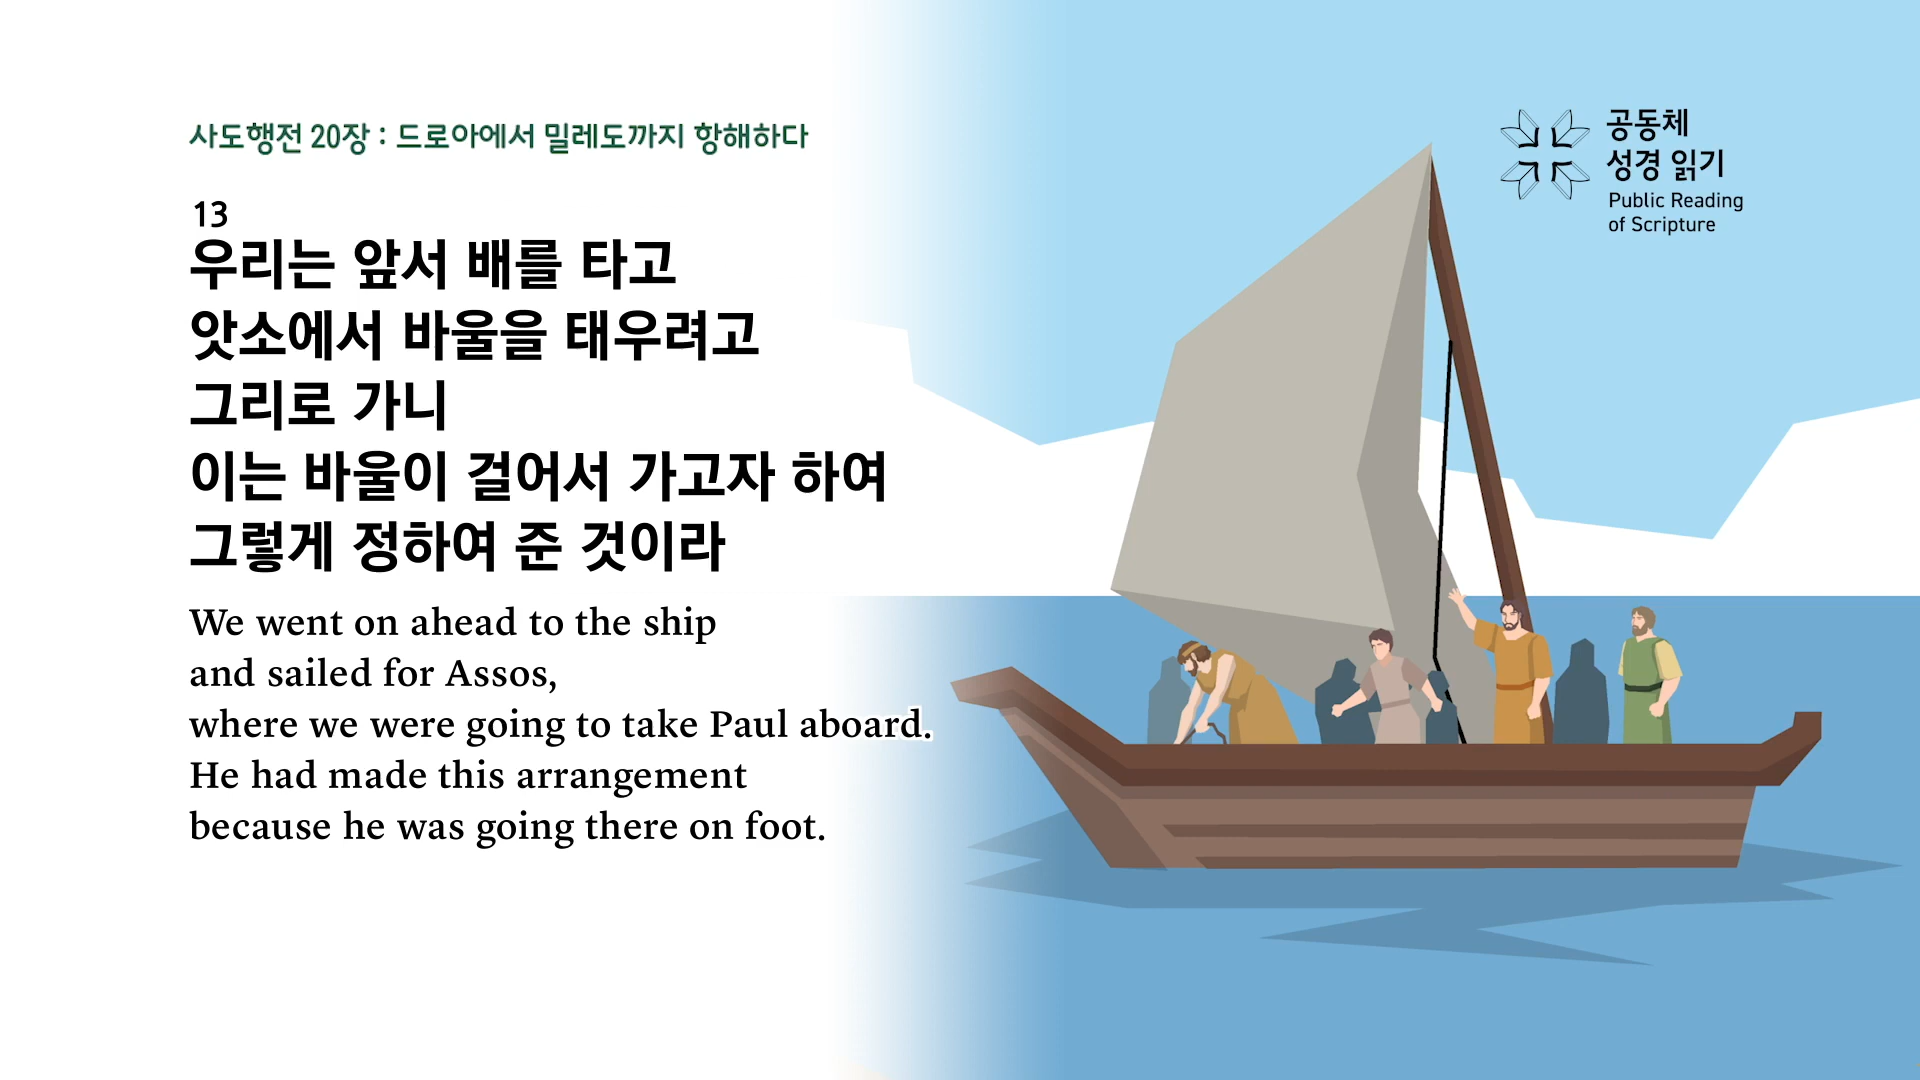 사도행전 20장 : 드로아에서 밀레도까지 항해하다
공동체
성경 읽기
Public Reading
of Scripture
13
우리는 앞서 배를 타고
앗소에서 바울을 태우려고
그리로 가니
이는 바울이 걸어서 가고자 하여
그렇게 정하여 준 것이라
We went on ahead to the ship
and sailed for Assos,
where we were going to take Paul aboard.
He had made this arrangement
because he was going there on foot.